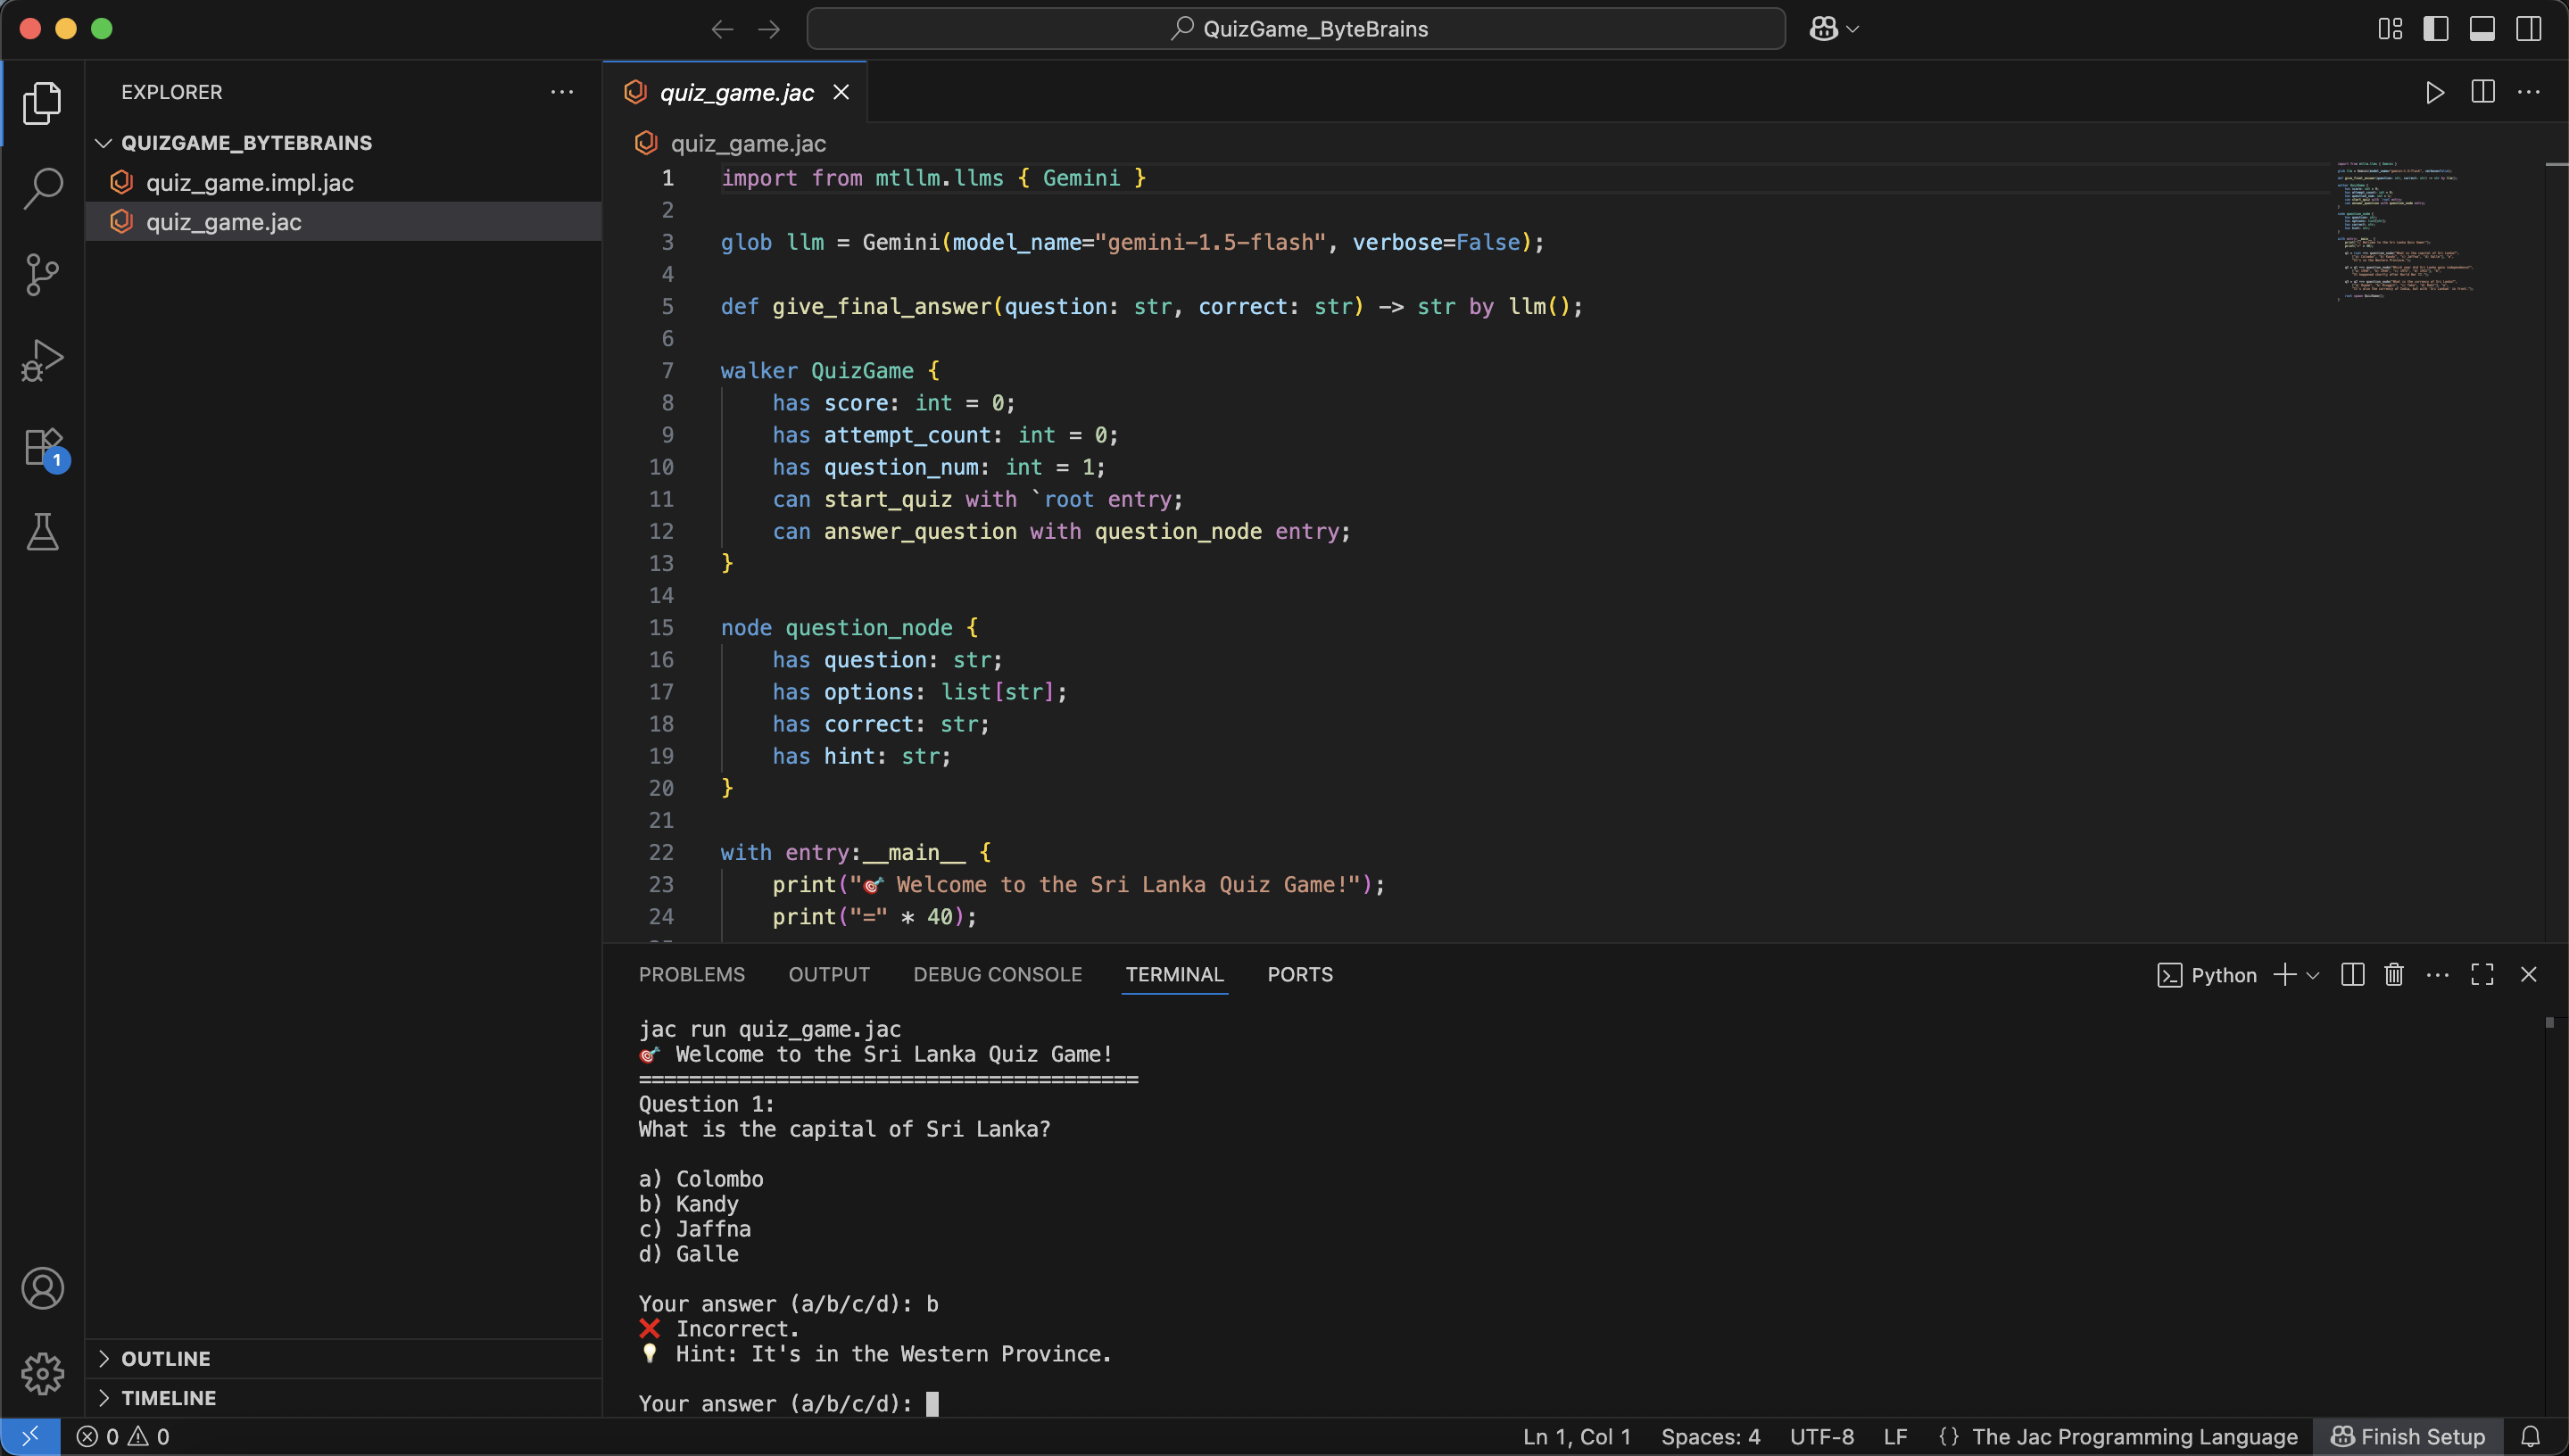 QuizGame_ByteBrains
EXPLORER
QUIZGAME_BYTEBRAINS
quiz_game.impl.jac
quiz_game.jac
1
OUTLINE
TIMELINE
quiz_game.jac
quiz_game.jac
1 import from mtllm.llms { Gemini }
2
3 glob llm = Gemini(model_name="gemini-1.5-flash", verbose=False);
4
5 def give_final_answer(question: str, correct: str) -> str by llm();
6
7 walker QuizGame {
8 has score: int = 0;
9 has attempt_count: int = 0;
10 has question_num: int = 1;
11 can start_quiz with `root entry;
12 can answer_question with question_node entry;
13 }
14
15 node question_node {
16 has question: str;
17 has options: list[str];
18 has correct: str;
19 has hint: str;
20 }
21
22 with entry:__main__ {
23 print("🎯 Welcome to the Sri Lanka Quiz Game!");
24 print("=" * 40);
PROBLEMS OUTPUT DEBUG CONSOLE TERMINAL PORTS
Python
jac run quiz_game.jac
🎯 Welcome to the Sri Lanka Quiz Game!
========================================
Question 1:
What is the capital of Sri Lanka?
a) Colombo
b) Kandy
c) Jaffna
d) Galle
Your answer (a/b/c/d): b
❌ Incorrect.
💡 Hint: It's in the Western Province.
Your answer (a/b/c/d):
0 0
Ln 1, Col 1 Spaces: 4 UTF-8 LF {} The Jac Programming Language Finish Setup